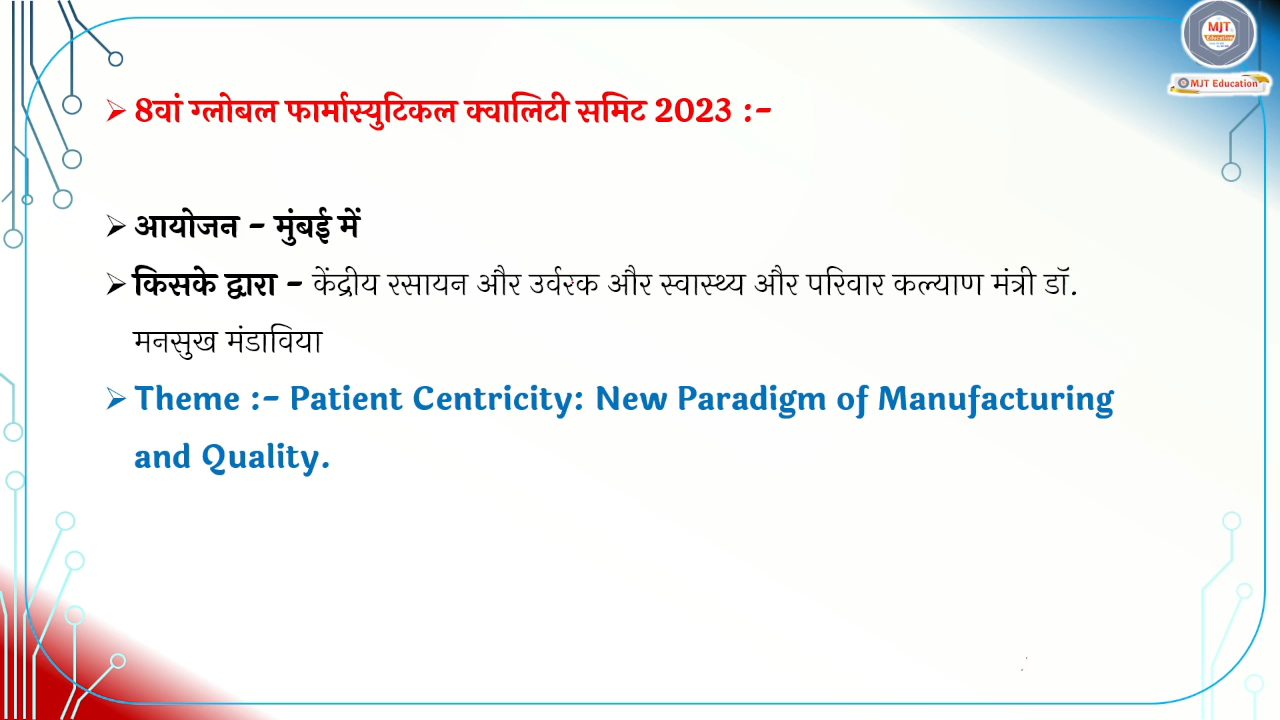 MJT
Education
MJT Education
8वां ग्लोबल फार्मास्युटिकल क्वालिटी समिट 2023 :-
आयोजन - मुंबई में
किसके द्वारा - केंद्रीय रसायन और उर्वरक और स्वास्थ्य और परिवार कल्याण मंत्री डॉ.
मनसुख मंडाविया
Theme :- Patient Centricity: New Paradigm of Manufacturing
and Quality.